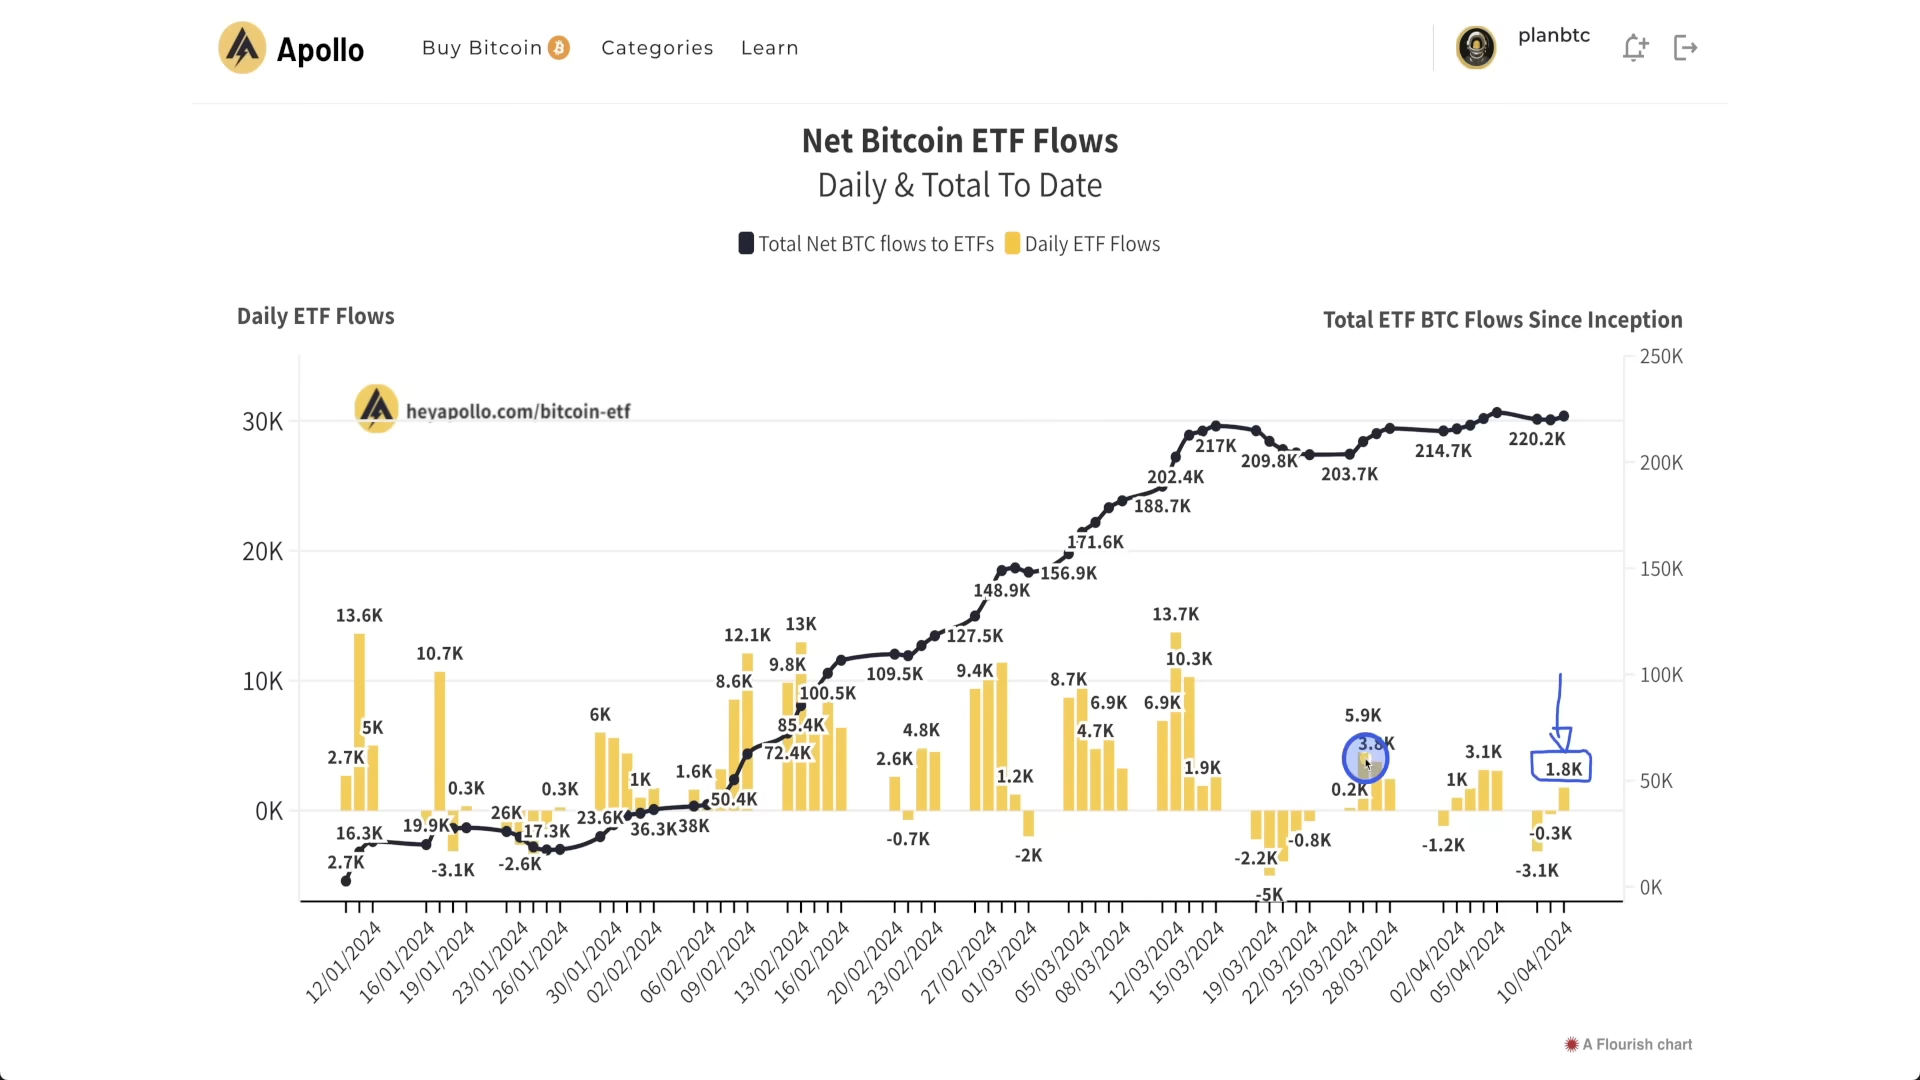 Apollo
Buy Bitcoin
Categories
Learn
planbtc
Net Bitcoin ETF Flows
Daily & Total To Date
Total Net BTC flows to ETFs
Daily ETF Flows
Daily ETF Flows
Total ETF BTC Flows Since Inception
heyapollo.com/bitcoin-etf
30K
20K
10K
0K
250K
200K
150K
100K
50K
0K
217K
209.8K
203.7K
214.7K
220.2K
202.4K
188.7K
171.6K
156.9K
148.9K
127.5K
109.5K
100.5K
85.4K
72.4K
50.4K
38K
36.3K
23.6K
17.3K
26K
19.9K
16.3K
2.7K
2.7K
13.6K
5K
10.7K
-3.1K
0.3K
-2.6K
0.3K
6K
1K
1.6K
8.6K
12.1K
9.8K
13K
2.6K
-0.7K
4.8K
9.4K
1.2K
-2K
8.7K
4.7K
6.9K
6.9K
13.7K
10.3K
1.9K
-2.2K
-5K
-0.8K
0.2K
5.9K
3.8K
-1.2K
1K
3.1K
-3.1K
-0.3K
1.8K
12/01/2024
16/01/2024
19/01/2024
23/01/2024
26/01/2024
30/01/2024
02/02/2024
06/02/2024
09/02/2024
13/02/2024
16/02/2024
20/02/2024
23/02/2024
27/02/2024
01/03/2024
05/03/2024
08/03/2024
12/03/2024
15/03/2024
19/03/2024
22/03/2024
25/03/2024
28/03/2024
02/04/2024
05/04/2024
10/04/2024
A Flourish chart